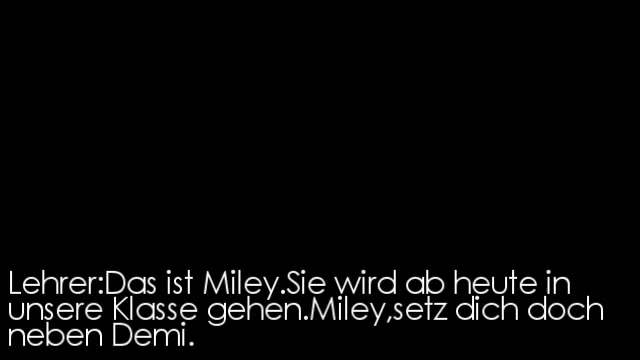 Lehrer:Das ist Miley.Sie wird ab heute in
unsere Klasse gehen.Miley,setz dich doch
neben Demi.